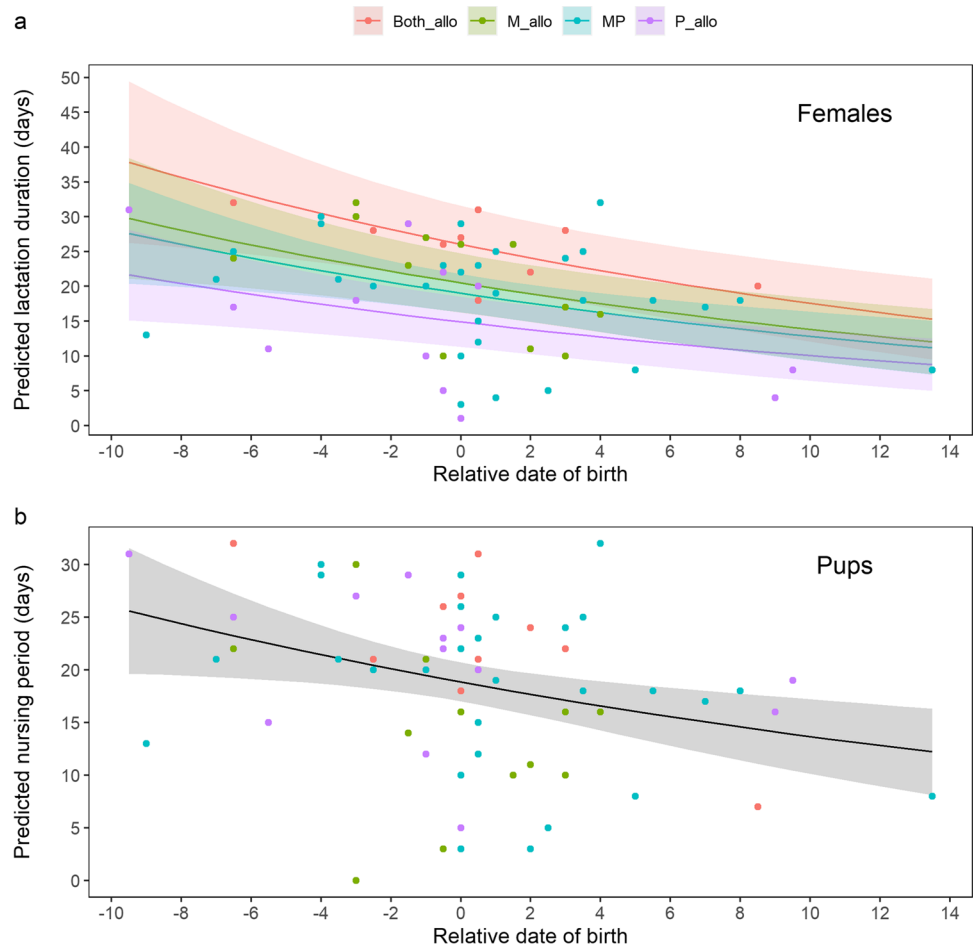 a
Both_allo M_allo MP P_allo
Females
Predicted lactation duration (days)
50
45
40
35
30
25
20
15
10
5
0
-10 -8 -6 -4 -2 0 2 4 6 8 10 12 14
Relative date of birth
b
Pups
Predicted nursing period (days)
30
25
20
15
10
5
0
-10 -8 -6 -4 -2 0 2 4 6 8 10 12 14
Relative date of birth